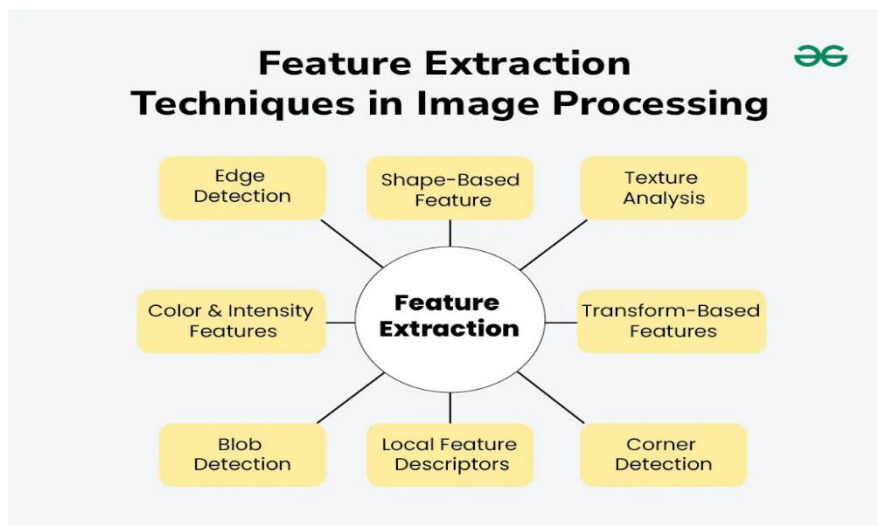 Feature Extraction
Techniques in Image Processing
Edge
Detection
Shape-Based
Feature
Texture
Analysis
Color & Intensity
Features
Feature
Extraction
Transform-Based
Features
Blob
Detection
Local Feature
Descriptors
Corner
Detection